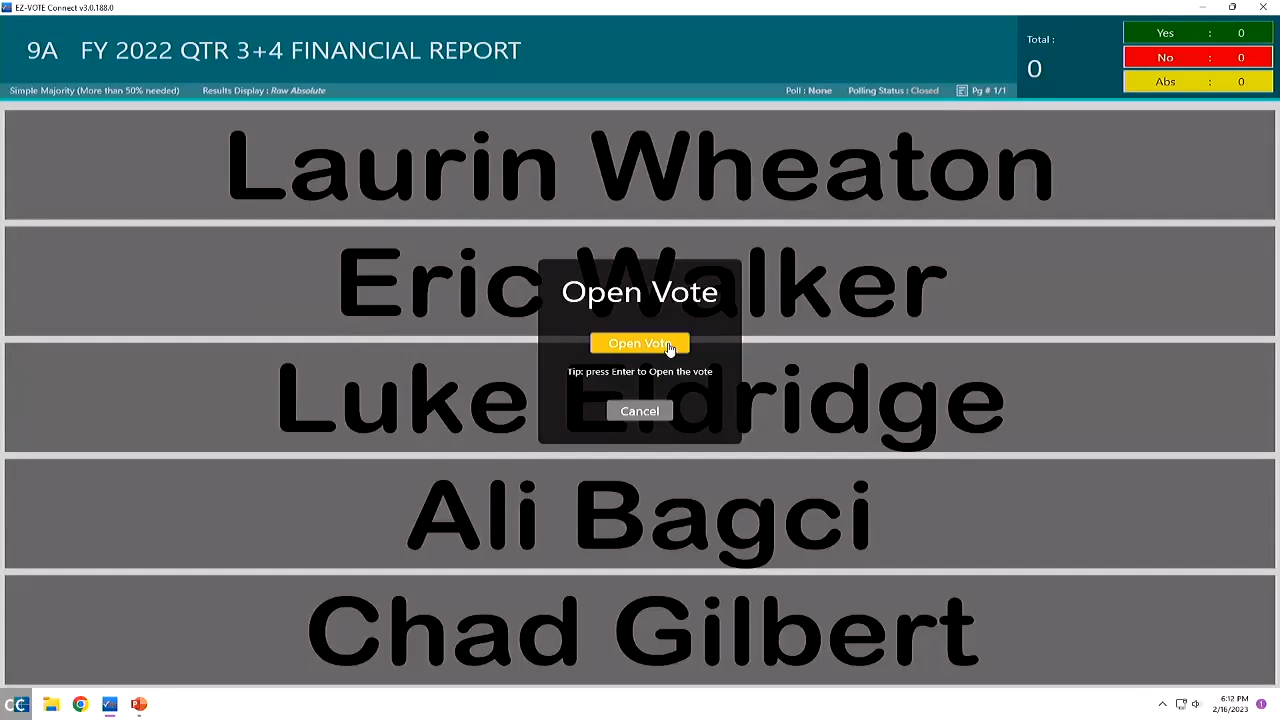 EZ-VOTE Connect v3.0.188.0
9A FY 2022 QTR 3+4 FINANCIAL REPORT
Total :
0
Yes : 0
No : 0
Abs : 0
Simple Majority (More than 50% needed) Results Display : Raw Absolute Poll : None Polling Status : Closed Pg # 1/1
Laurin Wheaton
Eric Walker
Open Vote
Open Vote
Tip: press Enter to Open the vote
Luke Eldridge
Cancel
Ali Bagci
Chad Gilbert
CC
6:12 PM
2/16/2023
1